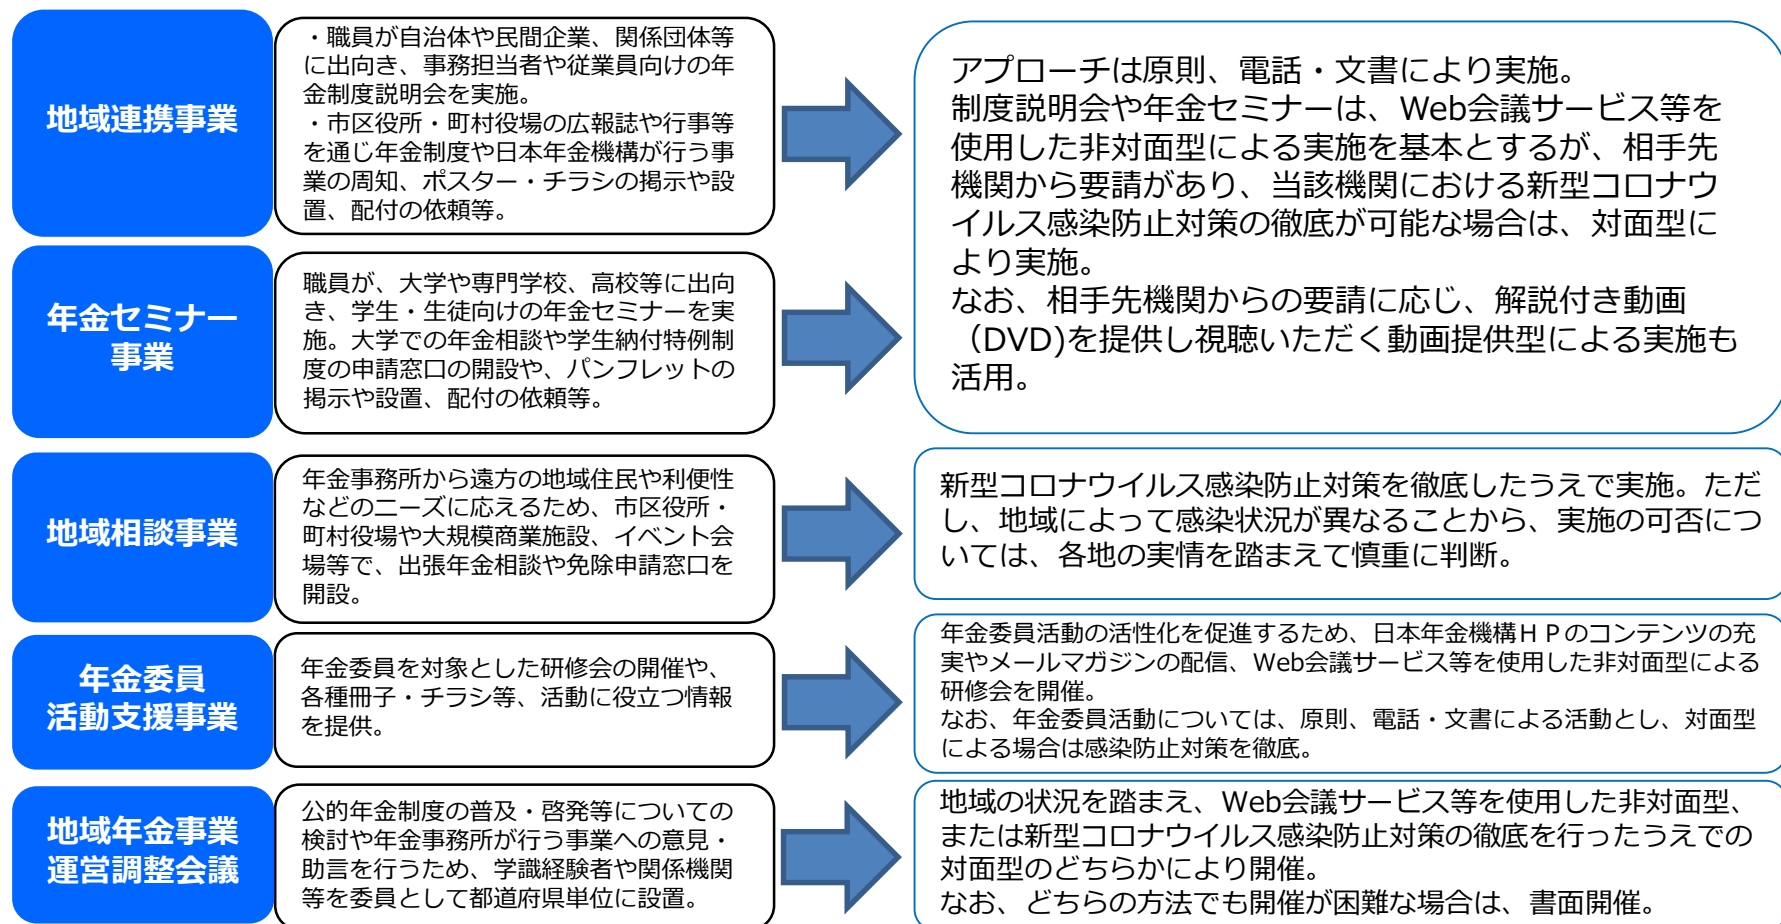 地域連携事業
・職員が自治体や民間企業、関係団体等
に出向き、事務担当者や従業員向けの年
金制度説明会を実施。
・市区役所・町村役場の広報誌や行事等
を通じ年金制度や日本年金機構が行う事
業の周知、ポスター・チラシの掲示や設
置、配付の依頼等。
年金セミナー
事業
職員が、大学や専門学校、高校等に出向
き、学生・生徒向けの年金セミナーを実
施。大学での年金相談や学生納付特例制
度の申請窓口の開設や、パンフレットの
掲示や設置、配付の依頼等。
アプローチは原則、電話・文書により実施。
制度説明会や年金セミナーは、Web会議サービス等を
使用した非対面型による実施を基本とするが、相手先
機関から要請があり、当該機関における新型コロナウ
イルス感染防止対策の徹底が可能な場合は、対面型に
より実施。
なお、相手先機関からの要請に応じ、解説付き動画
（DVD)を提供し視聴いただく動画提供型による実施も
活用。
地域相談事業
年金事務所から遠方の地域住民や利便性
などのニーズに応えるため、市区役所・
町村役場や大規模商業施設、イベント会
場等で、出張年金相談や免除申請窓口を
開設。
新型コロナウイルス感染防止対策を徹底したうえで実施。ただ
し、地域によって感染状況が異なることから、実施の可否につ
いては、各地の実情を踏まえて慎重に判断。
年金委員
活動支援事業
年金委員を対象とした研修会の開催や、
各種冊子・チラシ等、活動に役立つ情報
を提供。
年金委員活動の活性化を促進するため、日本年金機構ＨＰのコンテンツの充
実やメールマガジンの配信、Web会議サービス等を使用した非対面型による
研修会を開催。
なお、年金委員活動については、原則、電話・文書による活動とし、対面型
による場合は感染防止対策を徹底。
地域年金事業
運営調整会議
公的年金制度の普及・啓発等についての
検討や年金事務所が行う事業への意見・
助言を行うため、学識経験者や関係機関
等を委員として都道府県単位に設置。
地域の状況を踏まえ、Web会議サービス等を使用した非対面型、
または新型コロナウイルス感染防止対策の徹底を行ったうえでの
対面型のどちらかにより開催。
なお、どちらの方法でも開催が困難な場合は、書面開催。